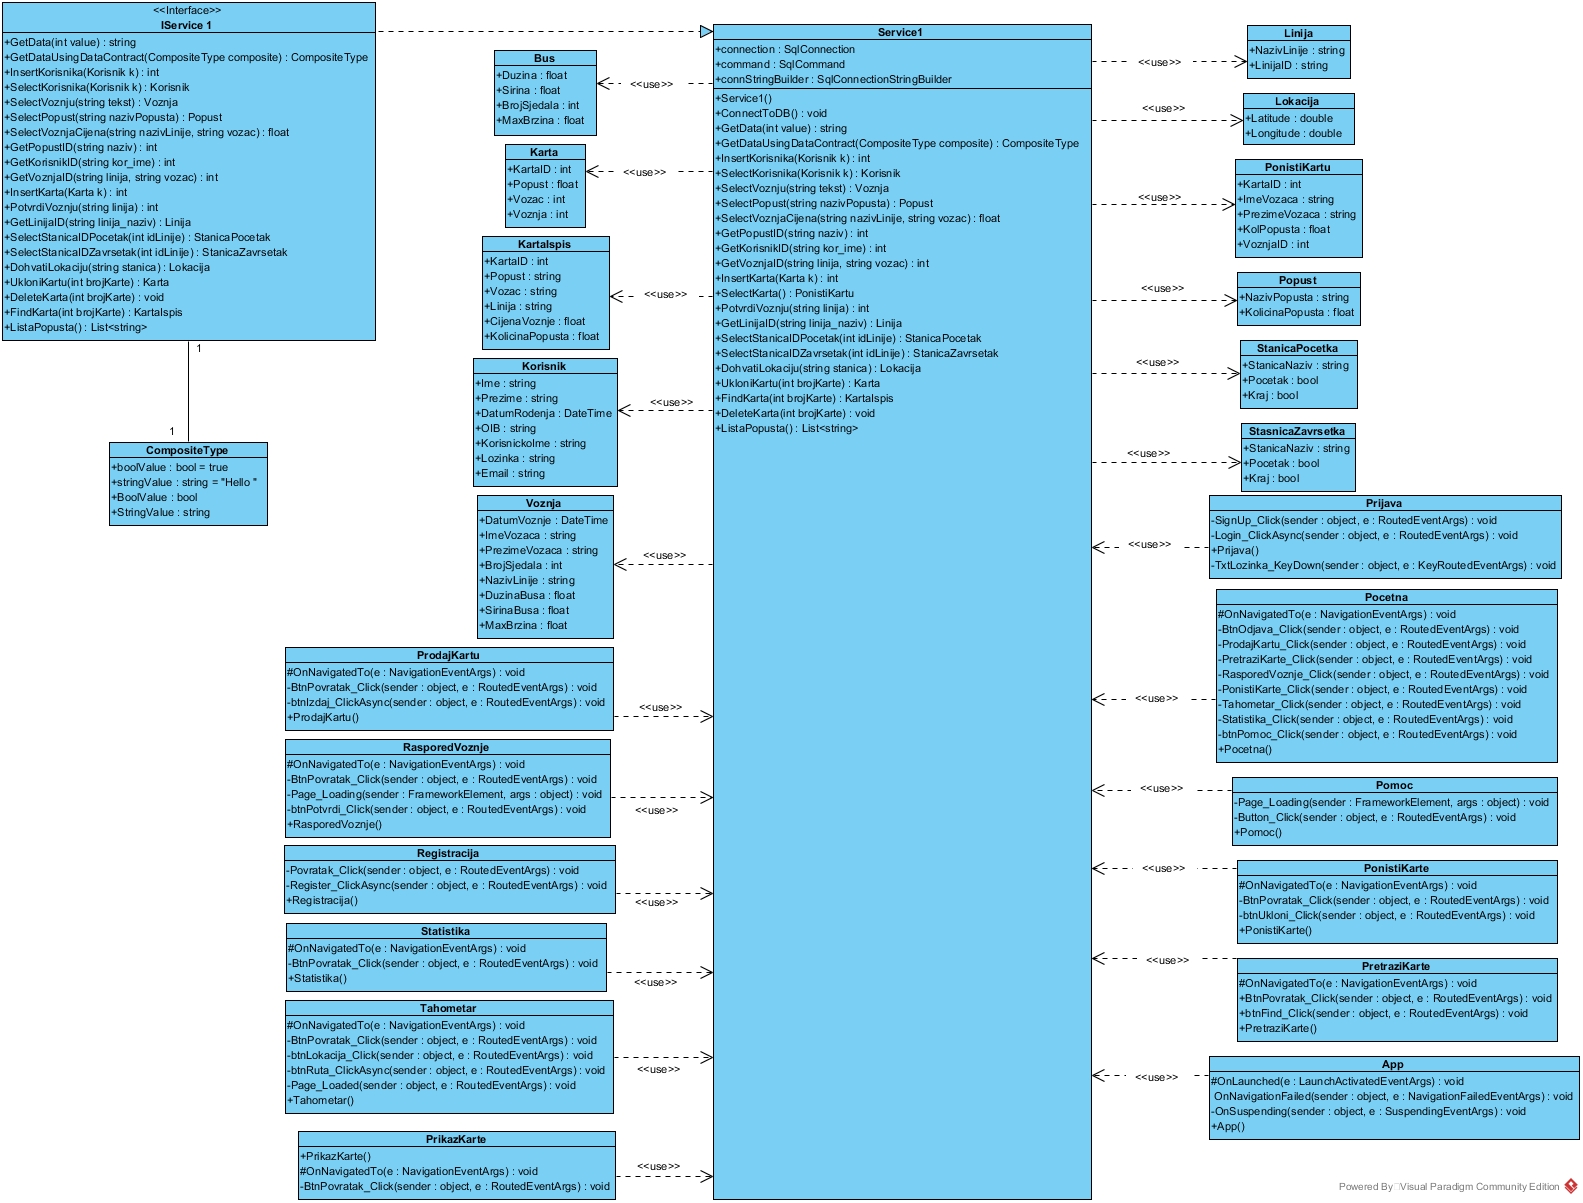 <<Interface>>
IService 1
+GetData(int value) : string
+GetDataUsingDataContract(CompositeType composite) : CompositeType
+InsertKorisnika(Korisnik k) : int
+SelectKorisnika(Korisnik k) : Korisnik
+SelectVoznju(string tekst) : Voznja
+SelectPopust(string nazivPopusta) : Popust
+SelectVoznjaCijena(string nazivLinije, string vozac) : float
+GetPopustID(string naziv) : int
+GetKorisnikID(string kor_ime) : int
+GetVoznjaID(string linija, string vozac) : int
+InsertKarta(Karta k) : int
+PotvrdiVoznju(string linija) : int
+GetLinijaID(string linija_naziv) : Linija
+SelectStanicaIDPocetak(int idLinije) : StanicaPocetak
+SelectStanicaIDZavrsetak(int idLinije) : StanicaZavrsetak
+DohvatiLokaciju(string stanica) : Lokacija
+UkloniKartu(int brojKarte) : Karta
+DeleteKarta(int brojKarte) : void
+FindKarta(int brojKarte) : KartaIspis
+ListaPopusta() : List<string>
1
1
CompositeType
+boolValue : bool = true
+stringValue : string = "Hello "
+BoolValue : bool
+StringValue : string
Bus
+Duzina : float
+Sirina : float
+BrojSjedala : int
+MaxBrzina : float
<<use>>
Karta
+KartaID : int
+Popust : float
+Vozac : int
+Voznja : int
<<use>>
KartaIspis
+KartaID : int
+Popust : string
+Vozac : string
+Linija : string
+CijenaVoznje : float
+KolicinaPopusta : float
<<use>>
Korisnik
+Ime : string
+Prezime : string
+DatumRodenja : DateTime
+OIB : string
+KorisnickoIme : string
+Lozinka : string
+Email : string
<<use>>
Voznja
+DatumVoznje : DateTime
+ImeVozaca : string
+PrezimeVozaca : string
+BrojSjedala : int
+NazivLinije : string
+DuzinaBusa : float
+SirinaBusa : float
+MaxBrzina : float
<<use>>
ProdajKartu
#OnNavigatedTo(e : NavigationEventArgs) : void
-BtnPovratak_Click(sender : object, e : RoutedEventArgs) : void
-btnIzdaj_ClickAsync(sender : object, e : RoutedEventArgs) : void
+ProdajKartu()
<<use>>
RasporedVoznje
#OnNavigatedTo(e : NavigationEventArgs) : void
-BtnPovratak_Click(sender : object, e : RoutedEventArgs) : void
-Page_Loading(sender : FrameworkElement, args : object) : void
-btnPotvrdi_Click(sender : object, e : RoutedEventArgs) : void
+RasporedVoznje()
<<use>>
Registracija
-Povratak_Click(sender : object, e : RoutedEventArgs) : void
-Register_ClickAsync(sender : object, e : RoutedEventArgs) : void
+Registracija()
<<use>>
Statistika
#OnNavigatedTo(e : NavigationEventArgs) : void
-BtnPovratak_Click(sender : object, e : RoutedEventArgs) : void
+Statistika()
<<use>>
Tahometar
#OnNavigatedTo(e : NavigationEventArgs) : void
-BtnPovratak_Click(sender : object, e : RoutedEventArgs) : void
-btnLokacija_Click(sender : object, e : RoutedEventArgs) : void
-btnRuta_ClickAsync(sender : object, e : RoutedEventArgs) : void
-Page_Loaded(sender : object, e : RoutedEventArgs) : void
+Tahometar()
<<use>>
PrikazKarte
+PrikazKarte()
#OnNavigatedTo(e : NavigationEventArgs) : void
-BtnPovratak_Click(sender : object, e : RoutedEventArgs) : void
<<use>>
Service1
+connection : SqlConnection
+command : SqlCommand
+connStringBuilder : SqlConnectionStringBuilder
+Service1()
+ConnectToDB() : void
+GetData(int value) : string
+GetDataUsingDataContract(CompositeType composite) : CompositeType
+InsertKorisnika(Korisnik k) : int
+SelectKorisnika(Korisnik k) : Korisnik
+SelectVoznju(string tekst) : Voznja
+SelectPopust(string nazivPopusta) : Popust
+SelectVoznjaCijena(string nazivLinije, string vozac) : float
+GetPopustID(string naziv) : int
+GetKorisnikID(string kor_ime) : int
+GetVoznjaID(string linija, string vozac) : int
+InsertKarta(Karta k) : int
+SelectKarta() : PonistiKartu
+PotvrdiVoznju(string linija) : int
+GetLinijaID(string linija_naziv) : Linija
+SelectStanicaIDPocetak(int idLinije) : StanicaPocetak
+SelectStanicaIDZavrsetak(int idLinije) : StanicaZavrsetak
+DohvatiLokaciju(string stanica) : Lokacija
+UkloniKartu(int brojKarte) : Karta
+FindKarta(int brojKarte) : KartaIspis
+DeleteKarta(int brojKarte) : void
+ListaPopusta() : List<string>
Linija
+NazivLinije : string
+LinijaID : string
<<use>>
Lokacija
+Latitude : double
+Longitude : double
<<use>>
PonistiKartu
+KartaID : int
+ImeVozaca : string
+PrezimeVozaca : string
+KolPopusta : float
+VoznjaID : int
<<use>>
Popust
+NazivPopusta : string
+KolicinaPopusta : float
<<use>>
StanicaPocetka
+StanicaNaziv : string
+Pocetak : bool
+Kraj : bool
<<use>>
StasnicaZavrsetka
+StanicaNaziv : string
+Pocetak : bool
+Kraj : bool
<<use>>
Prijava
-SignUp_Click(sender : object, e : RoutedEventArgs) : void
-Login_ClickAsync(sender : object, e : RoutedEventArgs) : void
+Prijava()
-TxtLozinka_KeyDown(sender : object, e : KeyRoutedEventArgs) : void
<<use>>
Pocetna
#OnNavigatedTo(e : NavigationEventArgs) : void
-BtnOdjava_Click(sender : object, e : RoutedEventArgs) : void
-ProdajKartu_Click(sender : object, e : RoutedEventArgs) : void
-PretraziKarte_Click(sender : object, e : RoutedEventArgs) : void
-RasporedVoznje_Click(sender : object, e : RoutedEventArgs) : void
-PonistiKarte_Click(sender : object, e : RoutedEventArgs) : void
-Tahometar_Click(sender : object, e : RoutedEventArgs) : void
-Statistika_Click(sender : object, e : RoutedEventArgs) : void
-btnPomoc_Click(sender : object, e : RoutedEventArgs) : void
+Pocetna()
<<use>>
Pomoc
-Page_Loading(sender : FrameworkElement, args : object) : void
-Button_Click(sender : object, e : RoutedEventArgs) : void
+Pomoc()
<<use>>
PonistiKarte
#OnNavigatedTo(e : NavigationEventArgs) : void
-BtnPovratak_Click(sender : object, e : RoutedEventArgs) : void
-btnUkloni_Click(sender : object, e : RoutedEventArgs) : void
+PonistiKarte()
<<use>>
PretraziKarte
#OnNavigatedTo(e : NavigationEventArgs) : void
+BtnPovratak_Click(sender : object, e : RoutedEventArgs) : void
+btnFind_Click(sender : object, e : RoutedEventArgs) : void
+PretraziKarte()
<<use>>
App
#OnLaunched(e : LaunchActivatedEventArgs) : void
OnNavigationFailed(sender : object, e : NavigationFailedEventArgs) : void
-OnSuspending(sender : object, e : SuspendingEventArgs) : void
+App()
<<use>>
Powered By Visual Paradigm Community Edition